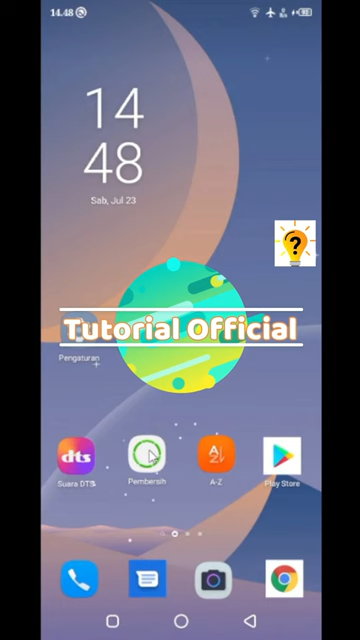 14.48
14
48
Sab, Jul 23
?
Tutorial Official
Pengaturan
dts
Suara DTS
Pembersih
A-Z
Play Store